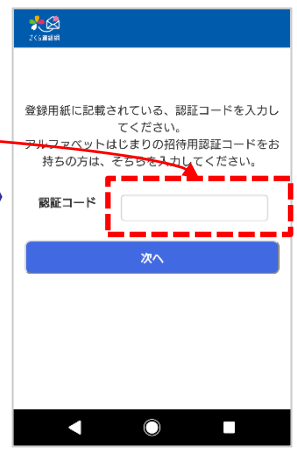 さくら連絡網
登録用紙に記載されている、認証コードを入力し
てください。
アルファベットはじまりの招待用認証コードをお
持ちの方は、そちらを入力してください。
認証コード
次へ